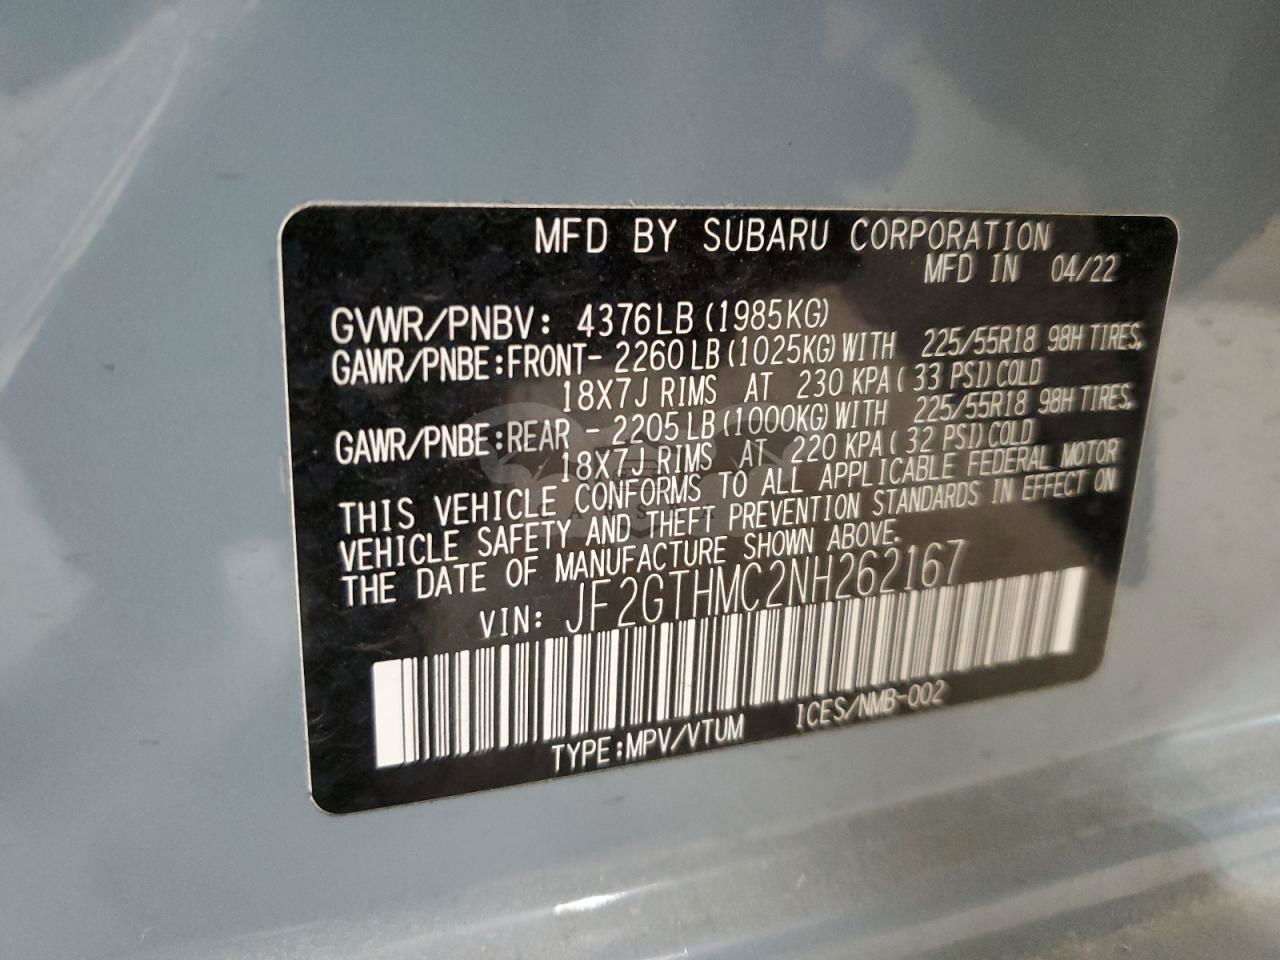 MFD BY SUBARU CORPORATION
MFD IN 04/22
GVWR/PNBV: 4376LB (1985KG)
GAWR/PNBE:FRONT- 2260LB (1025KG) WITH 225/55R18 98H TIRES,
18X7J RIMS AT 230 KPA ( 33 PSI) COLD
GAWR/PNBE:REAR - 2205LB (1000KG) WITH 225/55R18 98H TIRES,
18X7J RIMS AT 220 KPA ( 32 PSI) COLD
THIS VEHICLE CONFORMS TO ALL APPLICABLE FEDERAL MOTOR
VEHICLE SAFETY AND THEFT PREVENTION STANDARDS IN EFFECT ON
THE DATE OF MANUFACTURE SHOWN ABOVE.
VIN: JF2GTHMC2NH262167
TYPE:MPV/VTUM ICES/NMB-002